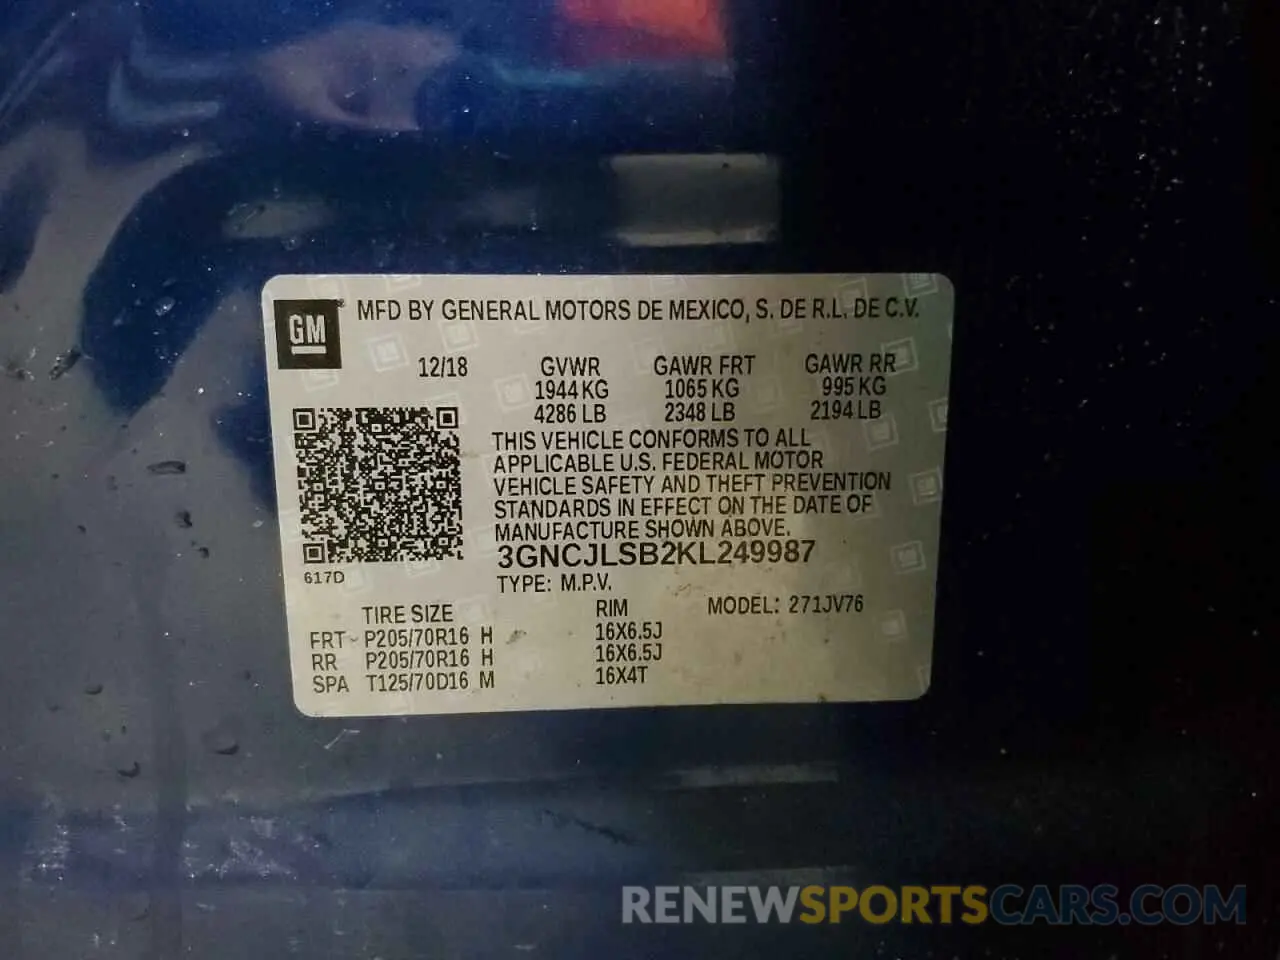 GM ® MFD BY GENERAL MOTORS DE MEXICO, S. DE R.L. DE C.V.
12/18 GVWR GAWR FRT GAWR RR
1944 KG 1065 KG 995 KG
4286 LB 2348 LB 2194 LB
THIS VEHICLE CONFORMS TO ALL
APPLICABLE U.S. FEDERAL MOTOR
VEHICLE SAFETY AND THEFT PREVENTION
STANDARDS IN EFFECT ON THE DATE OF
MANUFACTURE SHOWN ABOVE.
3GNCJLSB2KL249987
617D TYPE: M.P.V.
TIRE SIZE RIM MODEL: 271JV76
FRT P205/70R16 H 16X6.5J
RR P205/70R16 H 16X6.5J
SPA T125/70D16 M 16X4T
RENEWSPORTSCARS.COM